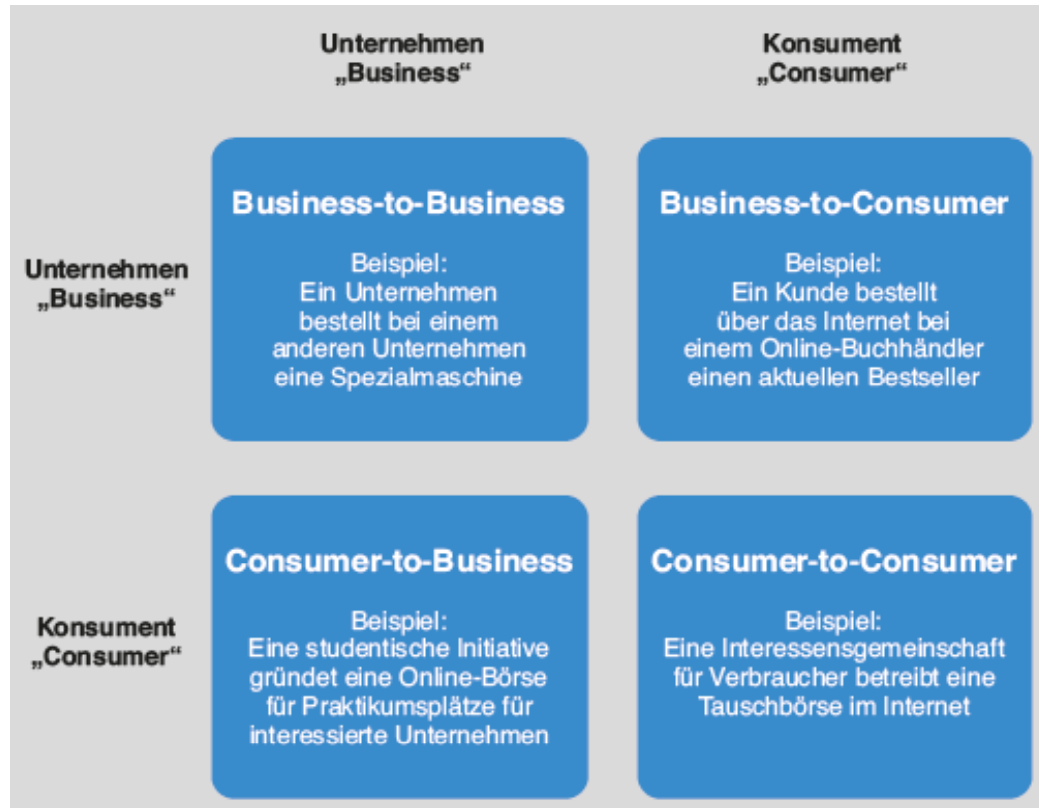 Unternehmen
„Business“
Konsument
„Consumer“
Unternehmen
„Business“
Business-to-Business
Beispiel:
Ein Unternehmen
bestellt bei einem
anderen Unternehmen
eine Spezialmaschine
Business-to-Consumer
Beispiel:
Ein Kunde bestellt
über das Internet bei
einem Online-Buchhändler
einen aktuellen Bestseller
Konsument
„Consumer“
Consumer-to-Business
Beispiel:
Eine studentische Initiative
gründet eine Online-Börse
für Praktikumsplätze für
interessierte Unternehmen
Consumer-to-Consumer
Beispiel:
Eine Interessensgemeinschaft
für Verbraucher betreibt eine
Tauschbörse im Internet